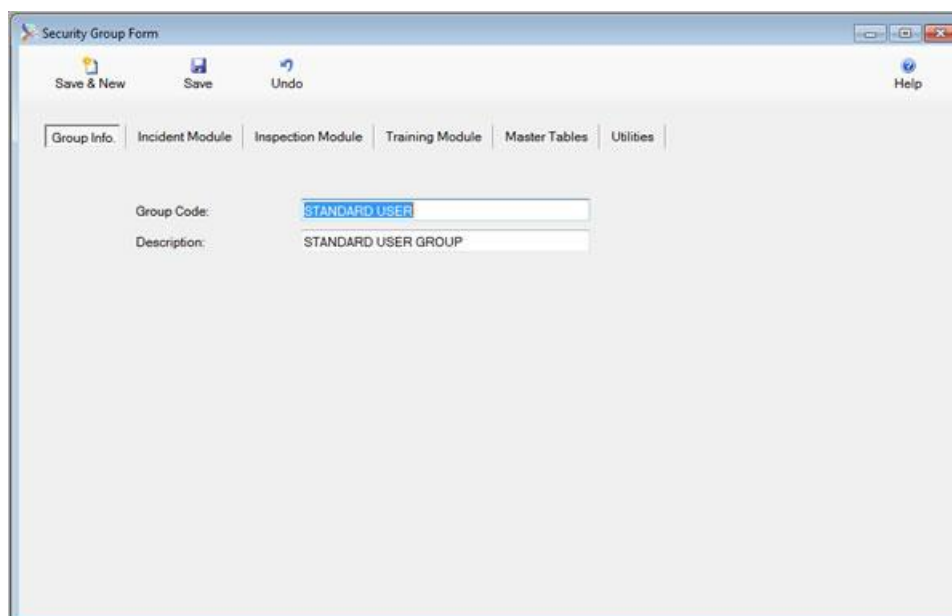 Security Group Form
Save & New Save Undo Help
Group Info. Incident Module Inspection Module Training Module Master Tables Utilities
Group Code: STANDARD USER
Description: STANDARD USER GROUP